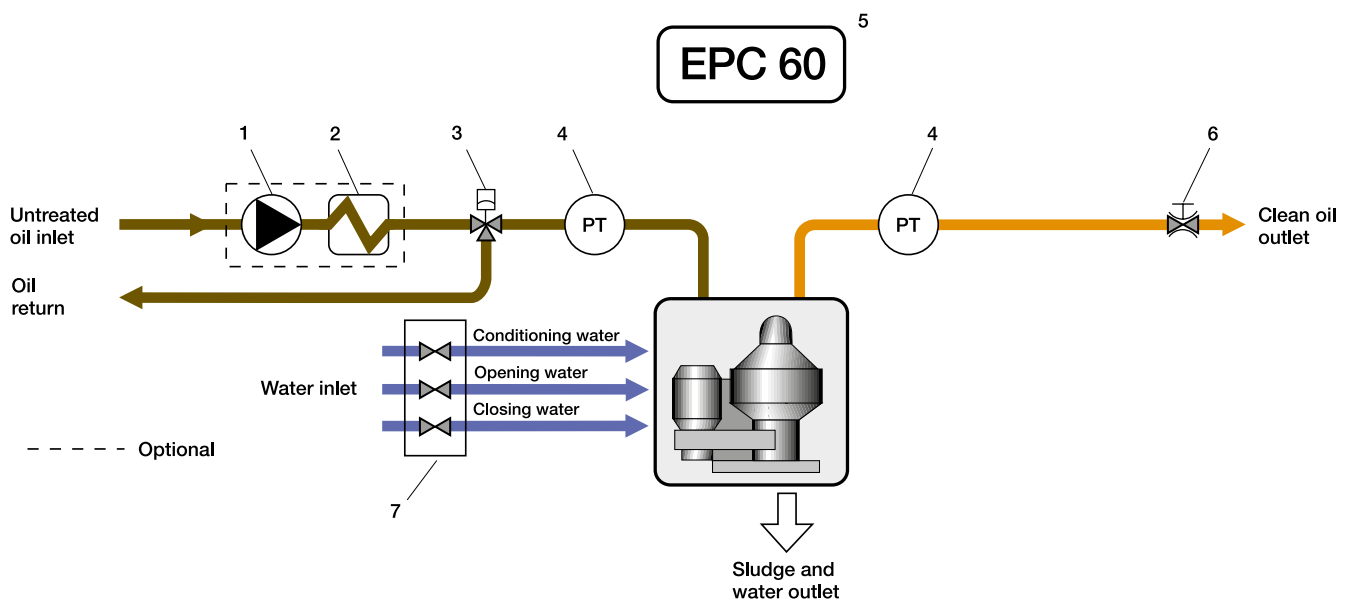 5
EPC 60
1
2
3
4
4
6
Untreated
oil inlet
PT
PT
Clean oil
outlet
Oil
return
Conditioning water
Water inlet
Opening water
Closing water
Optional
7
Sludge and
water outlet